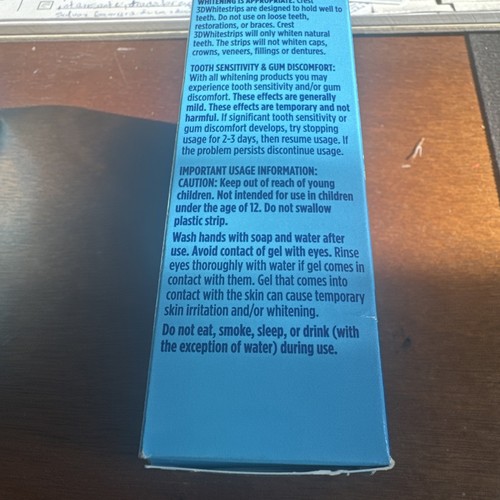 WHITENING IS APPROPRIATE. Crest
3DWhitestrips are designed to hold well to
teeth. Do not use on loose teeth,
restorations, or braces. Crest
3DWhitestrips will only whiten natural
teeth. The strips will not whiten caps,
crowns, veneers, fillings or dentures.
TOOTH SENSITIVITY & GUM DISCOMFORT:
With all whitening products you may
experience tooth sensitivity and/or gum
discomfort. These effects are generally
mild. These effects are temporary and not
harmful. If significant tooth sensitivity or
gum discomfort develops, try stopping
usage for 2-3 days, then resume usage. If
the problem persists discontinue usage.
IMPORTANT USAGE INFORMATION:
CAUTION: Keep out of reach of young
children. Not intended for use in children
under the age of 12. Do not swallow
plastic strip.
Wash hands with soap and water after
use. Avoid contact of gel with eyes. Rinse
eyes thoroughly with water if gel comes in
contact with them. Gel that comes into
contact with the skin can cause temporary
skin irritation and/or whitening.
Do not eat, smoke, sleep, or drink (with
the exception of water) during use.